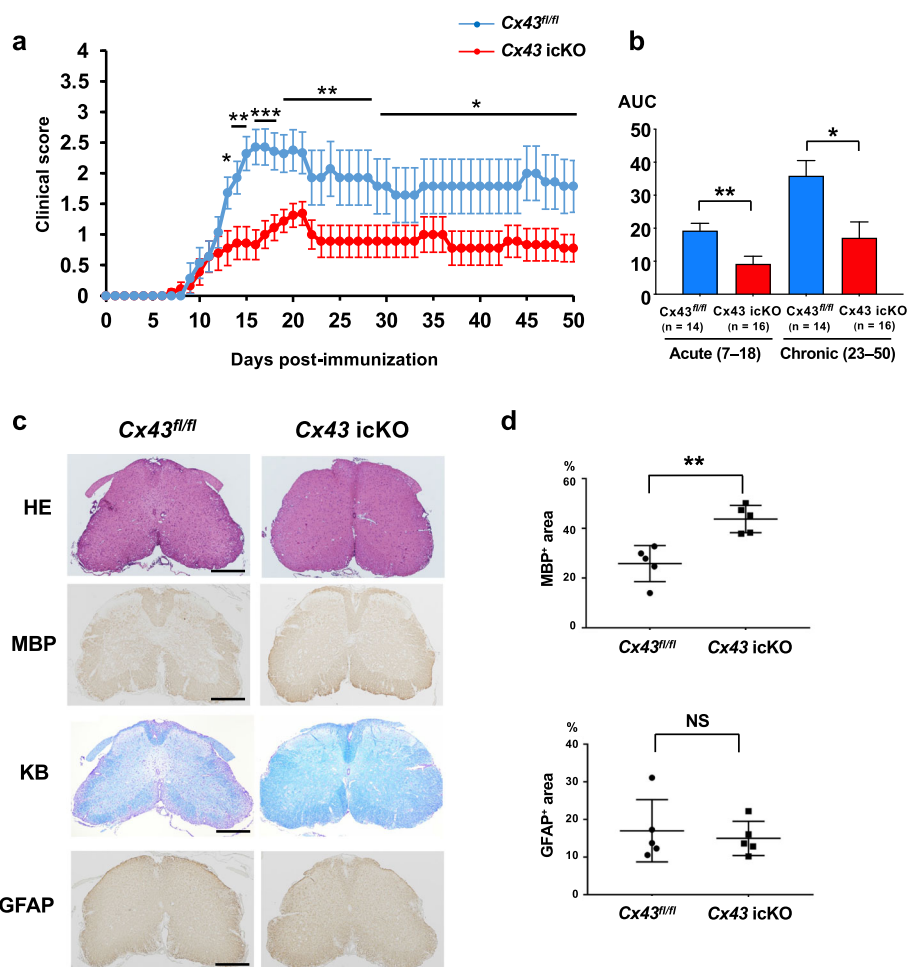 a
Cx43fl/fl
Cx43 icKO
Clinical score
4
3.5
3
2.5
2
1.5
1
0.5
0
*
**
***
**
*
0 5 10 15 20 25 30 35 40 45 50
Days post-immunization
b
AUC
50
40
30
20
10
0
**
*
Cx43fl/fl Cx43 icKO Cx43fl/fl Cx43 icKO
(n = 14) (n = 16) (n = 14) (n = 16)
Acute (7–18) Chronic (23–50)
c
Cx43fl/fl Cx43 icKO
HE
MBP
KB
GFAP
d
%
MBP+ area
60
40
20
0
**
Cx43fl/fl Cx43 icKO
%
GFAP+ area
40
30
20
10
0
NS
Cx43fl/fl Cx43 icKO